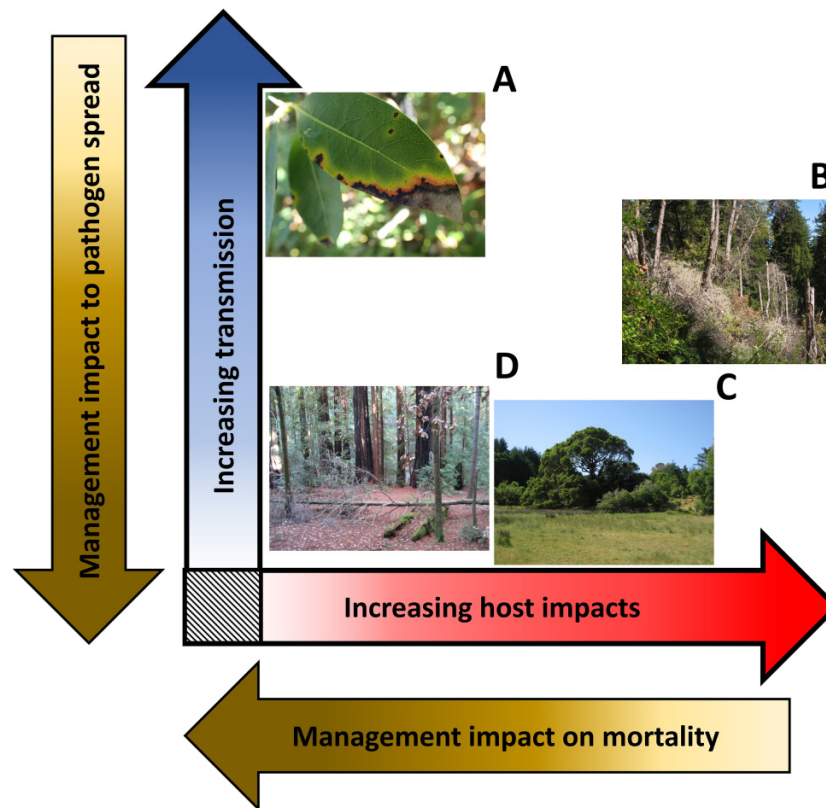 A
B
Management impact to pathogen spread
Increasing transmission
D
C
Increasing host impacts
Management impact on mortality